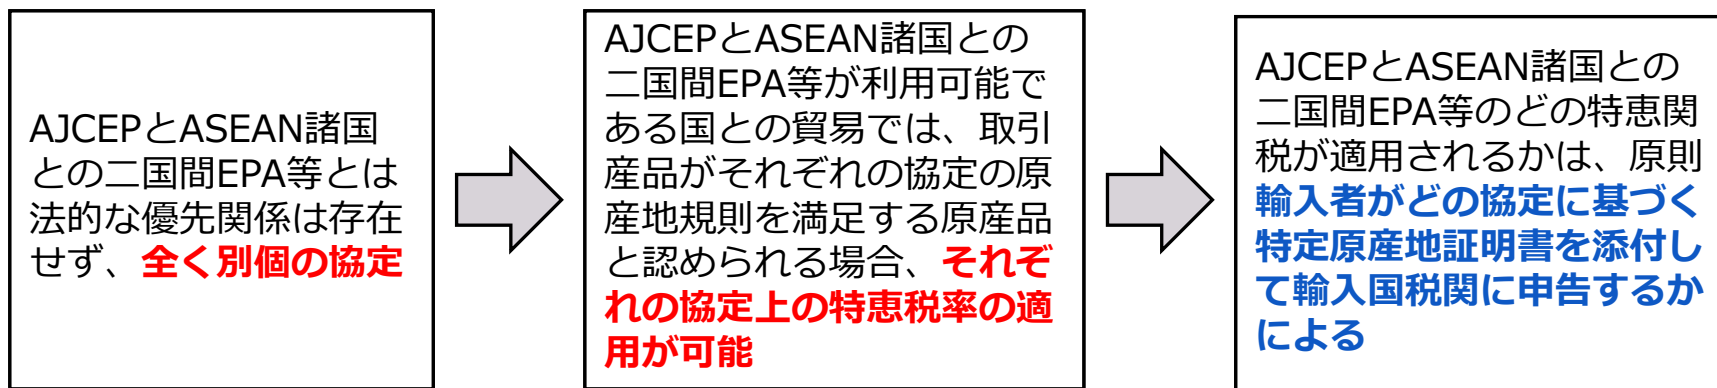 AJCEPとASEAN諸国
との二国間EPA等とは
法的な優先関係は存在
せず、全く別個の協定
AJCEPとASEAN諸国との
二国間EPA等が利用可能で
ある国との貿易では、取引
産品がそれぞれの協定の原
産地規則を満足する原産品
と認められる場合、それぞ
れの協定上の特恵税率の適
用が可能
AJCEPとASEAN諸国との
二国間EPA等のどの特恵関
税が適用されるかは、原則
輸入者がどの協定に基づく
特定原産地証明書を添付し
て輸入国税関に申告するか
による